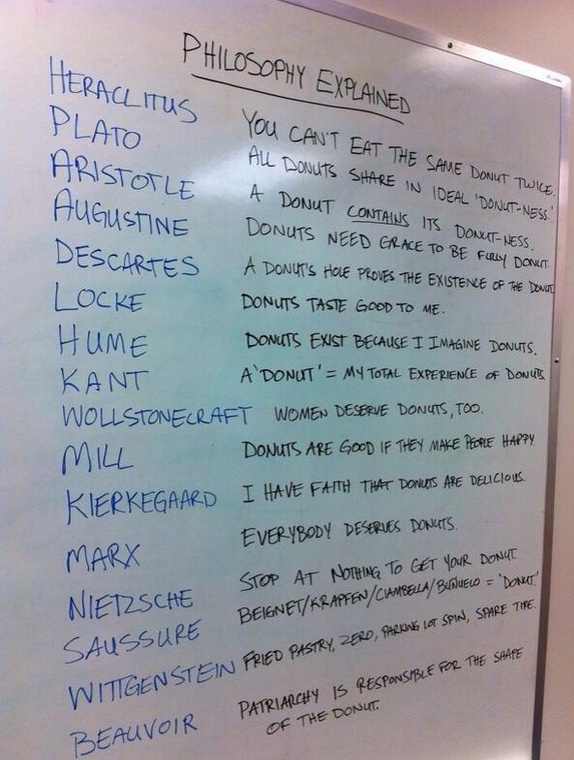 PHILOSOPHY EXPLAINED
HERACLITUS YOU CAN'T EAT THE SAME DONUT TWICE.
PLATO ALL DONUTS SHARE IN IDEAL 'DONUT-NESS.'
ARISTOTLE A DONUT CONTAINS ITS DONUT-NESS.
AUGUSTINE DONUTS NEED GRACE TO BE FULLY DONUT.
DESCARTES A DONUT'S HOLE PROVES THE EXISTENCE OF THE DONUT.
LOCKE DONUTS TASTE GOOD TO ME.
HUME DONUTS EXIST BECAUSE I IMAGINE DONUTS.
KANT A 'DONUT' = MY TOTAL EXPERIENCE OF DONUTS.
WOLLSTONECRAFT WOMEN DESERVE DONUTS, TOO.
MILL DONUTS ARE GOOD IF THEY MAKE PEOPLE HAPPY.
KIERKEGAARD I HAVE FAITH THAT DONUTS ARE DELICIOUS.
MARX EVERYBODY DESERVES DONUTS.
NIETZSCHE STOP AT NOTHING TO GET YOUR DONUT.
SAUSSURE BEIGNET/KRAPFEN/CIAMBELLA/BUÑUELO = 'DONUT.'
WITTGENSTEIN FRIED PASTRY, ZERO, PARKING LOT SPIN, SPARE TIRE.
BEAUVOIR PATRIARCHY IS RESPONSIBLE FOR THE SHAPE
OF THE DONUT.